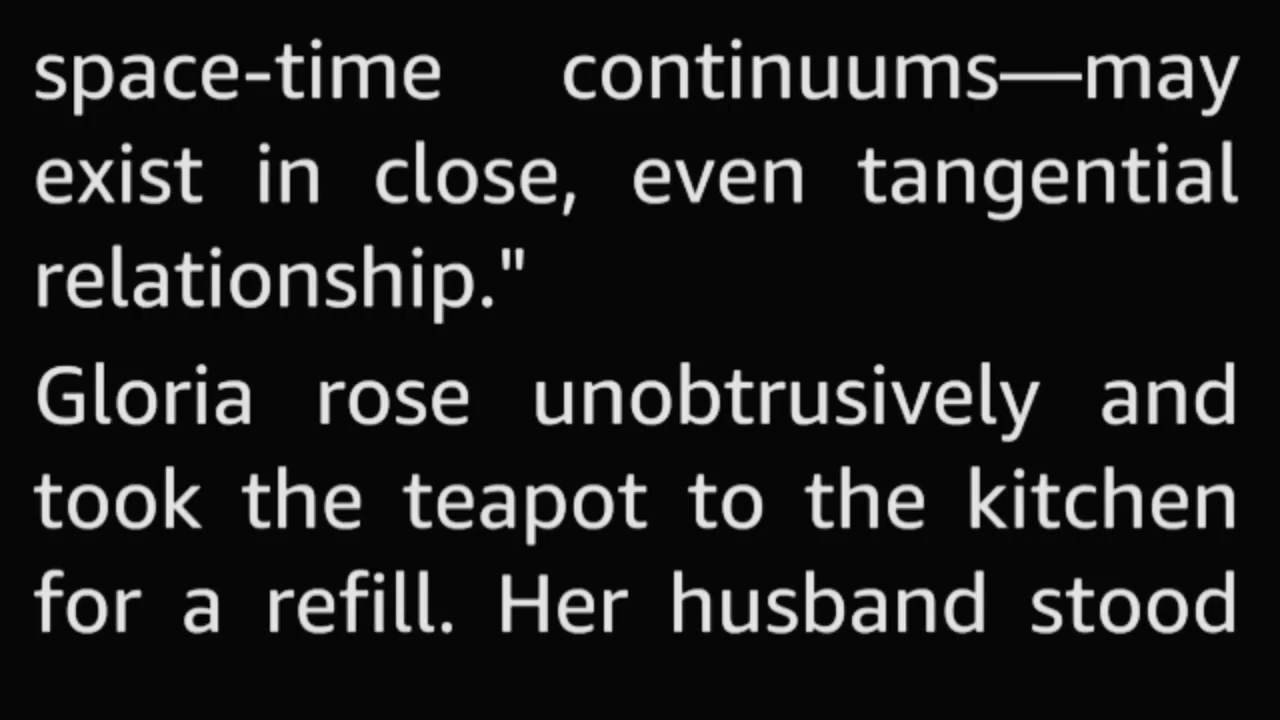 space-time continuums—may
exist in close, even tangential
relationship."
Gloria rose unobtrusively and
took the teapot to the kitchen
for a refill. Her husband stood